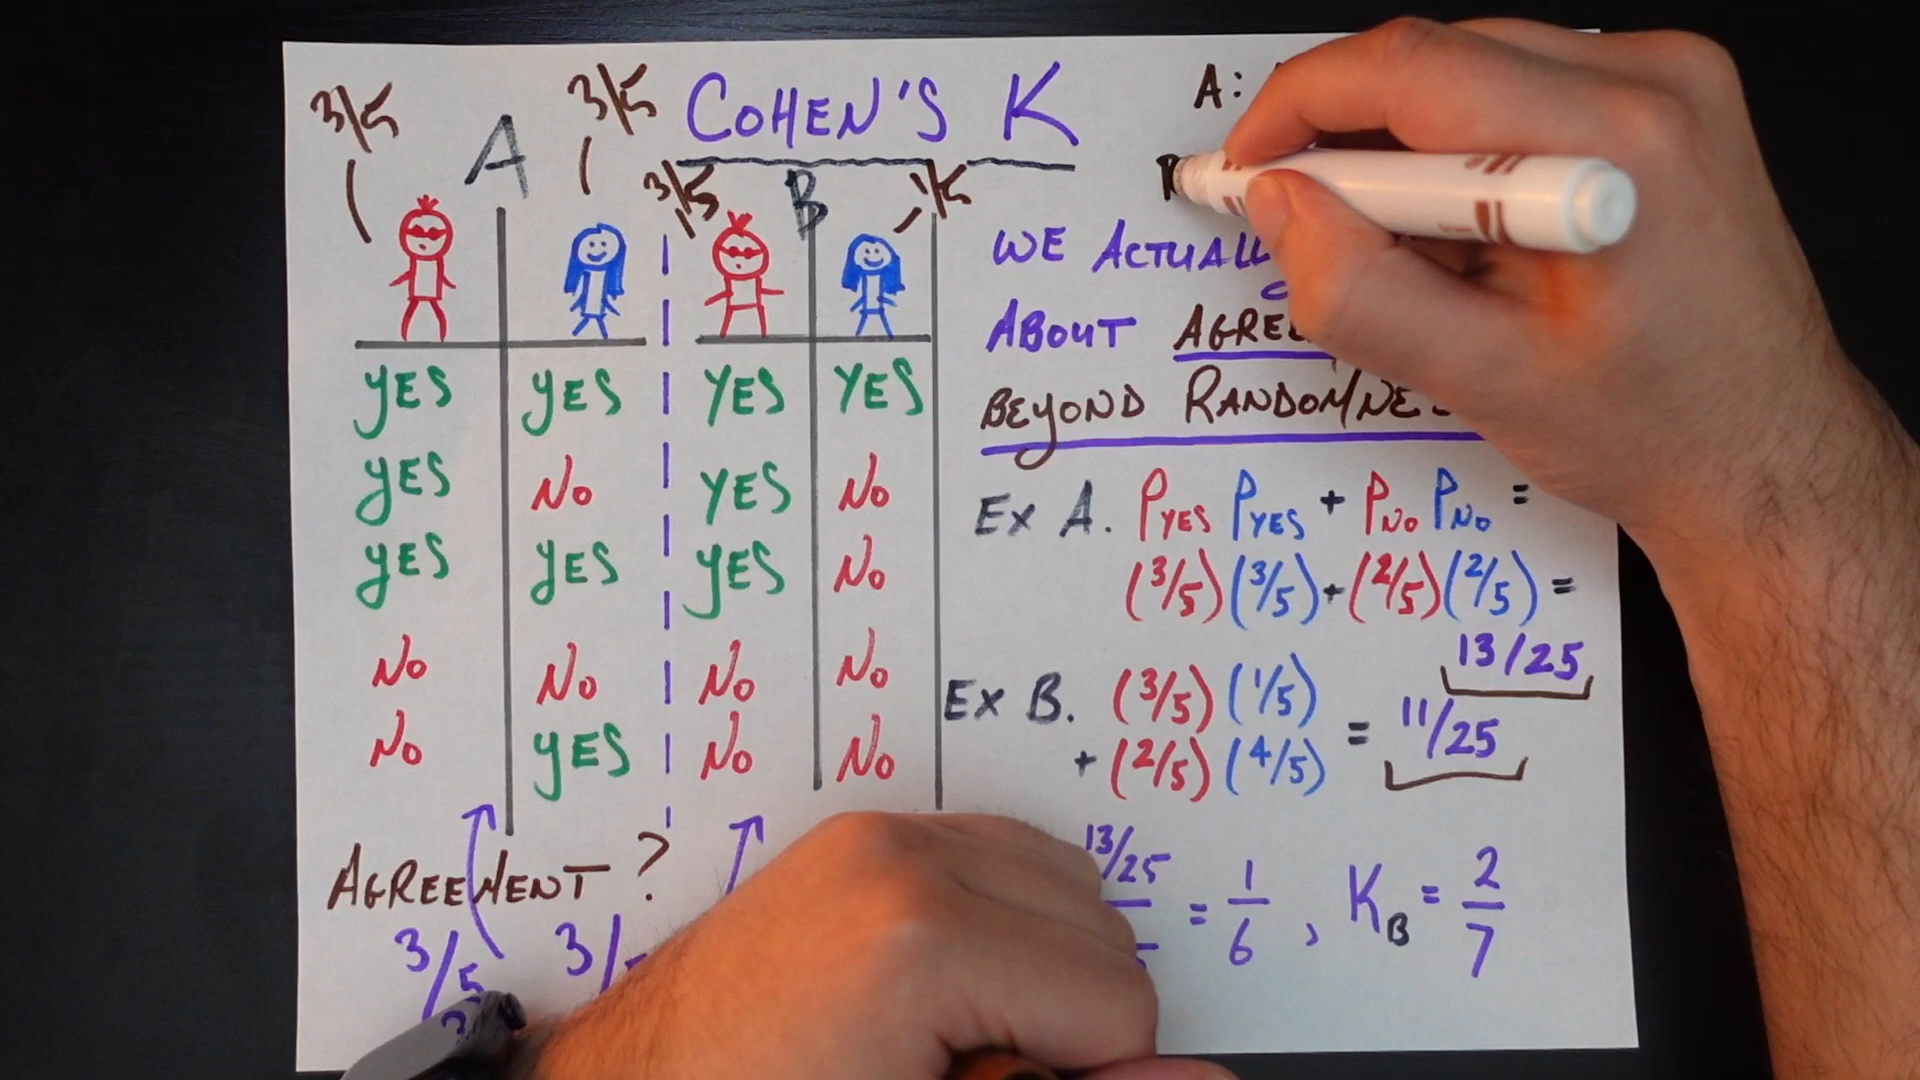 COHEN'S K
A:
3/5 A 3/5
3/5 B 1/5
YES YES YES YES
YES NO YES NO
YES YES YES NO
NO NO NO NO
NO YES NO NO
AGREEMENT?
3/5
WE
ABOUT
BEYOND
EX A. PYES PYES + PNO PNO =
(3/5)(3/5)+(2/5)(2/5) =
13/25
EX B. (3/5)(1/5)
+ (2/5)(4/5) = 11/25
13/25
= 1/6 , KB = 2/7